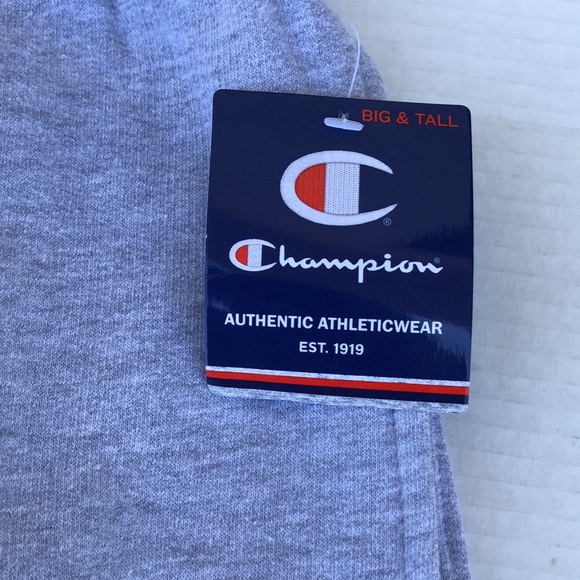 BIG & TALL
Champion®
AUTHENTIC ATHLETICWEAR
EST. 1919